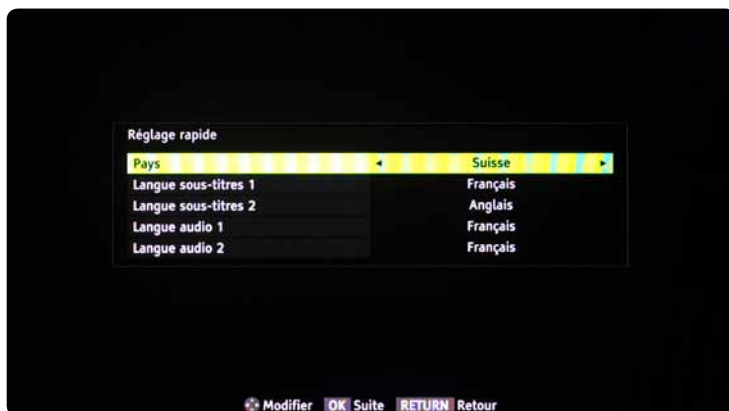 Réglage rapide
Pays ◄ Suisse ►
Langue sous-titres 1 Français
Langue sous-titres 2 Anglais
Langue audio 1 Français
Langue audio 2 Français
Modifier OK Suite RETURN Retour